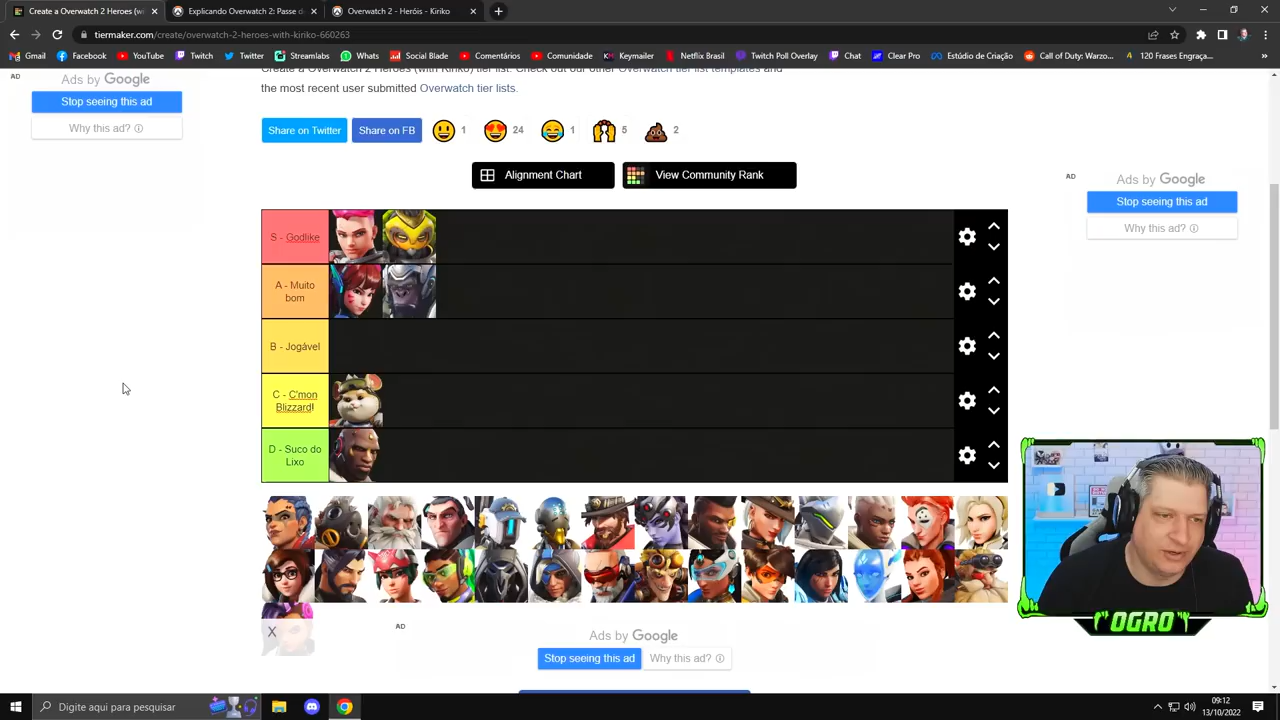 Create a Overwatch 2 Heroes (wit
Explicando Overwatch 2: Passe d
Overwatch 2 - Heróis - Kiriko
tiermaker.com/create/overwatch-2-heroes-with-kiriko-660263
Gmail
Facebook
YouTube
Twitch
Twitter
Streamlabs
Whats
Social Blade
Comentários
Comunidade
Keymailer
Netflix Brasil
Twitch Poll Overlay
Chat
Clear Pro
Estúdio de Criação
Call of Duty: Warzo...
120 Frases Engraça...
AD
Ads by Google
Stop seeing this ad
Why this ad?
Create a Overwatch 2 Heroes (with Kiriko) tier list. Check out our other Overwatch tier list templates and
the most recent user submitted Overwatch tier lists.
Share on Twitter
Share on FB
1
24
1
5
2
Alignment Chart
View Community Rank
AD
Ads by Google
Stop seeing this ad
Why this ad?
S - Godlike
A - Muito
bom
B - Jogável
C - C'mon
Blizzard!
D - Suco do
Lixo
X
AD
Ads by Google
Stop seeing this ad
Why this ad?
OGRO
Digite aqui para pesquisar
09:12
13/10/2022